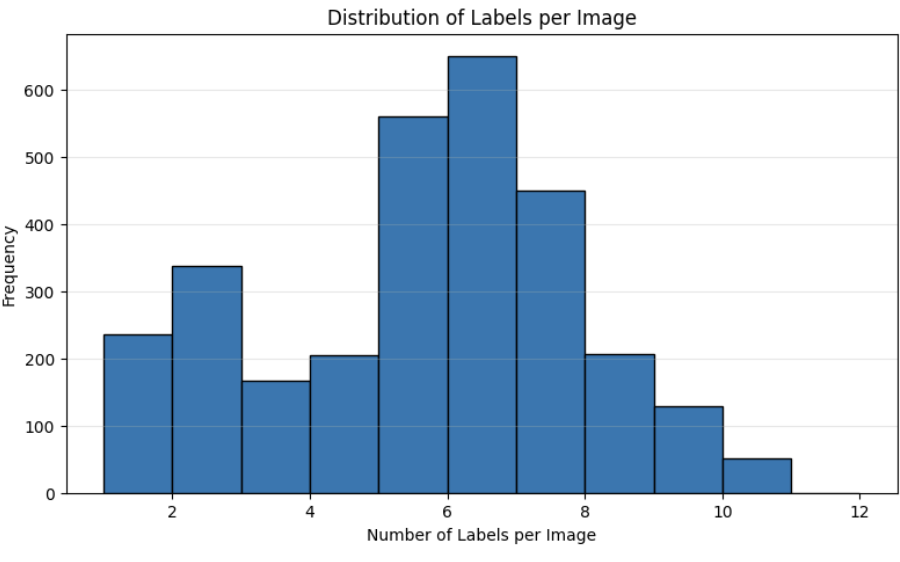 Distribution of Labels per Image
600
500
400
300
200
100
0
Frequency
2 4 6 8 10 12
Number of Labels per Image